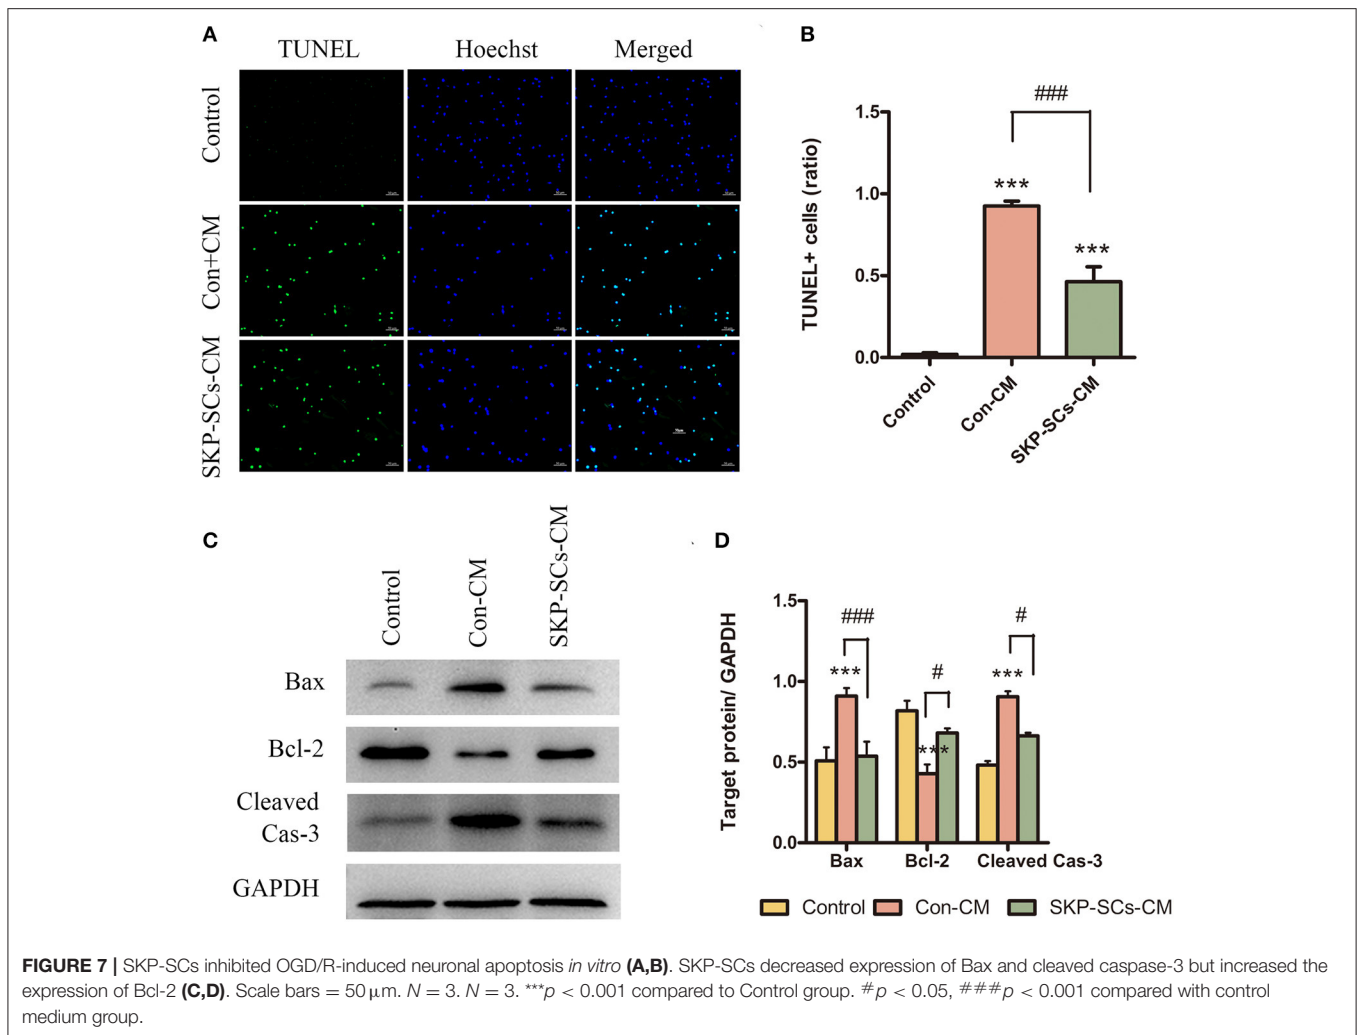 A
TUNEL Hoechst Merged
Control
Con+CM
SKP-SCs-CM
B
TUNEL+ cells (ratio)
1.5
1.0
0.5
0.0
###
***
***
Control
Con-CM
SKP-SCs-CM
C
Control
Con-CM
SKP-SCs-CM
Bax
Bcl-2
Cleaved
Cas-3
GAPDH
D
Target protein/ GAPDH
1.5
1.0
0.5
0.0
###
#
#
***
***
***
Bax Bcl-2 Cleaved Cas-3
Control Con-CM SKP-SCs-CM
FIGURE 7 | SKP-SCs inhibited OGD/R-induced neuronal apoptosis in vitro (A,B). SKP-SCs decreased expression of Bax and cleaved caspase-3 but increased the
expression of Bcl-2 (C,D). Scale bars = 50 μm. N = 3. N = 3. ***p < 0.001 compared to Control group. #p < 0.05, ###p < 0.001 compared with control
medium group.